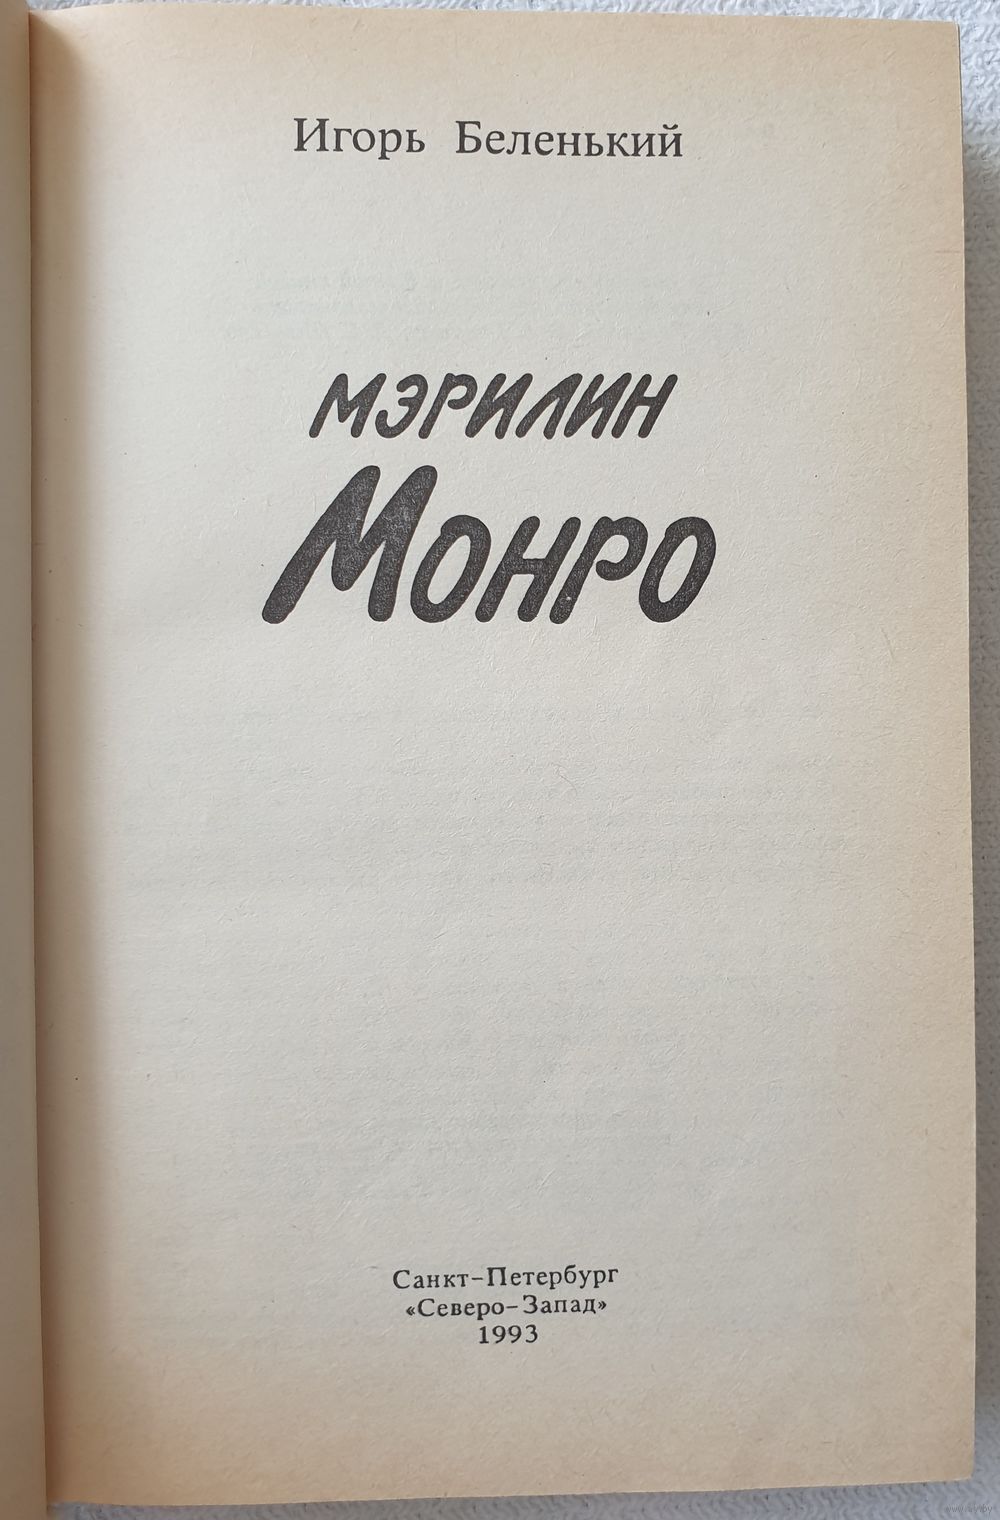 Игорь Беленький
мэрилин
Монро
Санкт-Петербург
«Северо-Запад»
1993